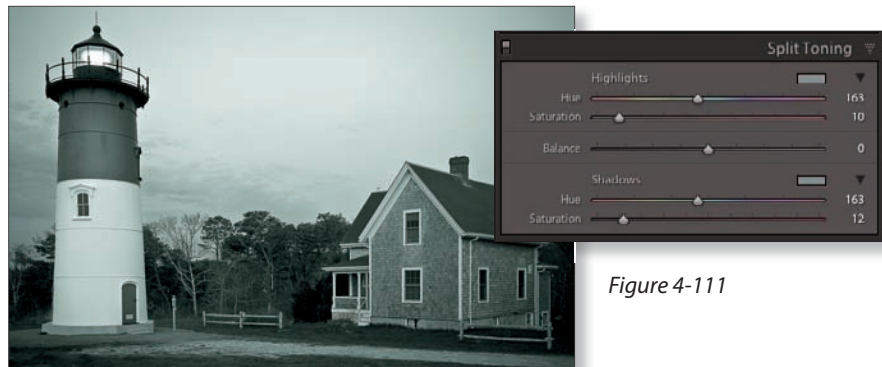 Split Toning
Highlights
Hue 163
Saturation 10
Balance 0
Shadows
Hue 163
Saturation 12
Figure 4-111